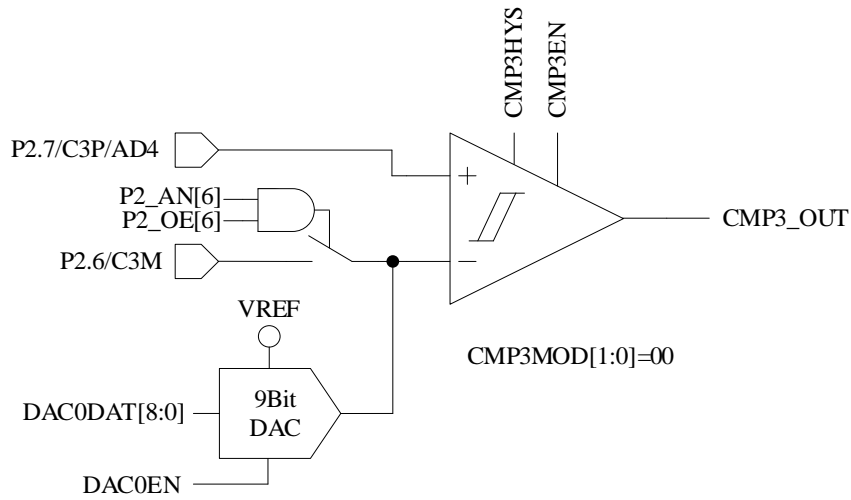 CMP3HYS
CMP3EN
P2.7/C3P/AD4
+
P2_AN[6]
P2_OE[6]
CMP3_OUT
P2.6/C3M
−
VREF
CMP3MOD[1:0]=00
9Bit
DAC
DAC0DAT[8:0]
DAC0EN